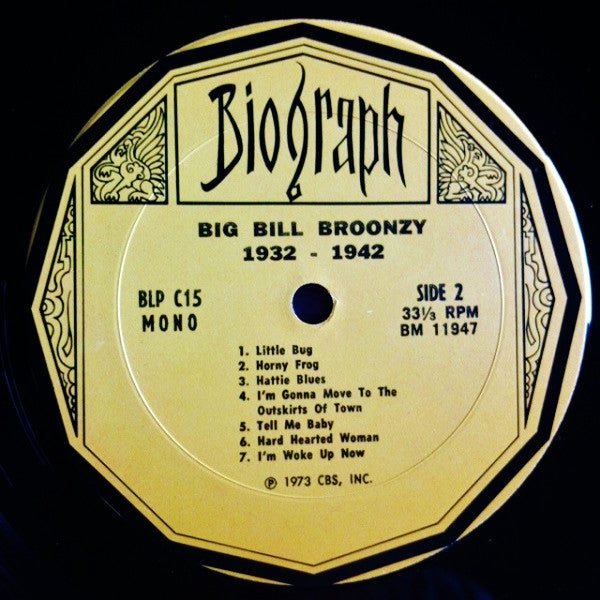 Biograph
BIG BILL BROONZY
1932 - 1942
BLP C15
MONO
SIDE 2
33⅓ RPM
BM 11947
1. Little Bug
2. Horny Frog
3. Hattie Blues
4. I'm Gonna Move To The
Outskirts Of Town
5. Tell Me Baby
6. Hard Hearted Woman
7. I'm Woke Up Now
℗ 1973 CBS, INC.